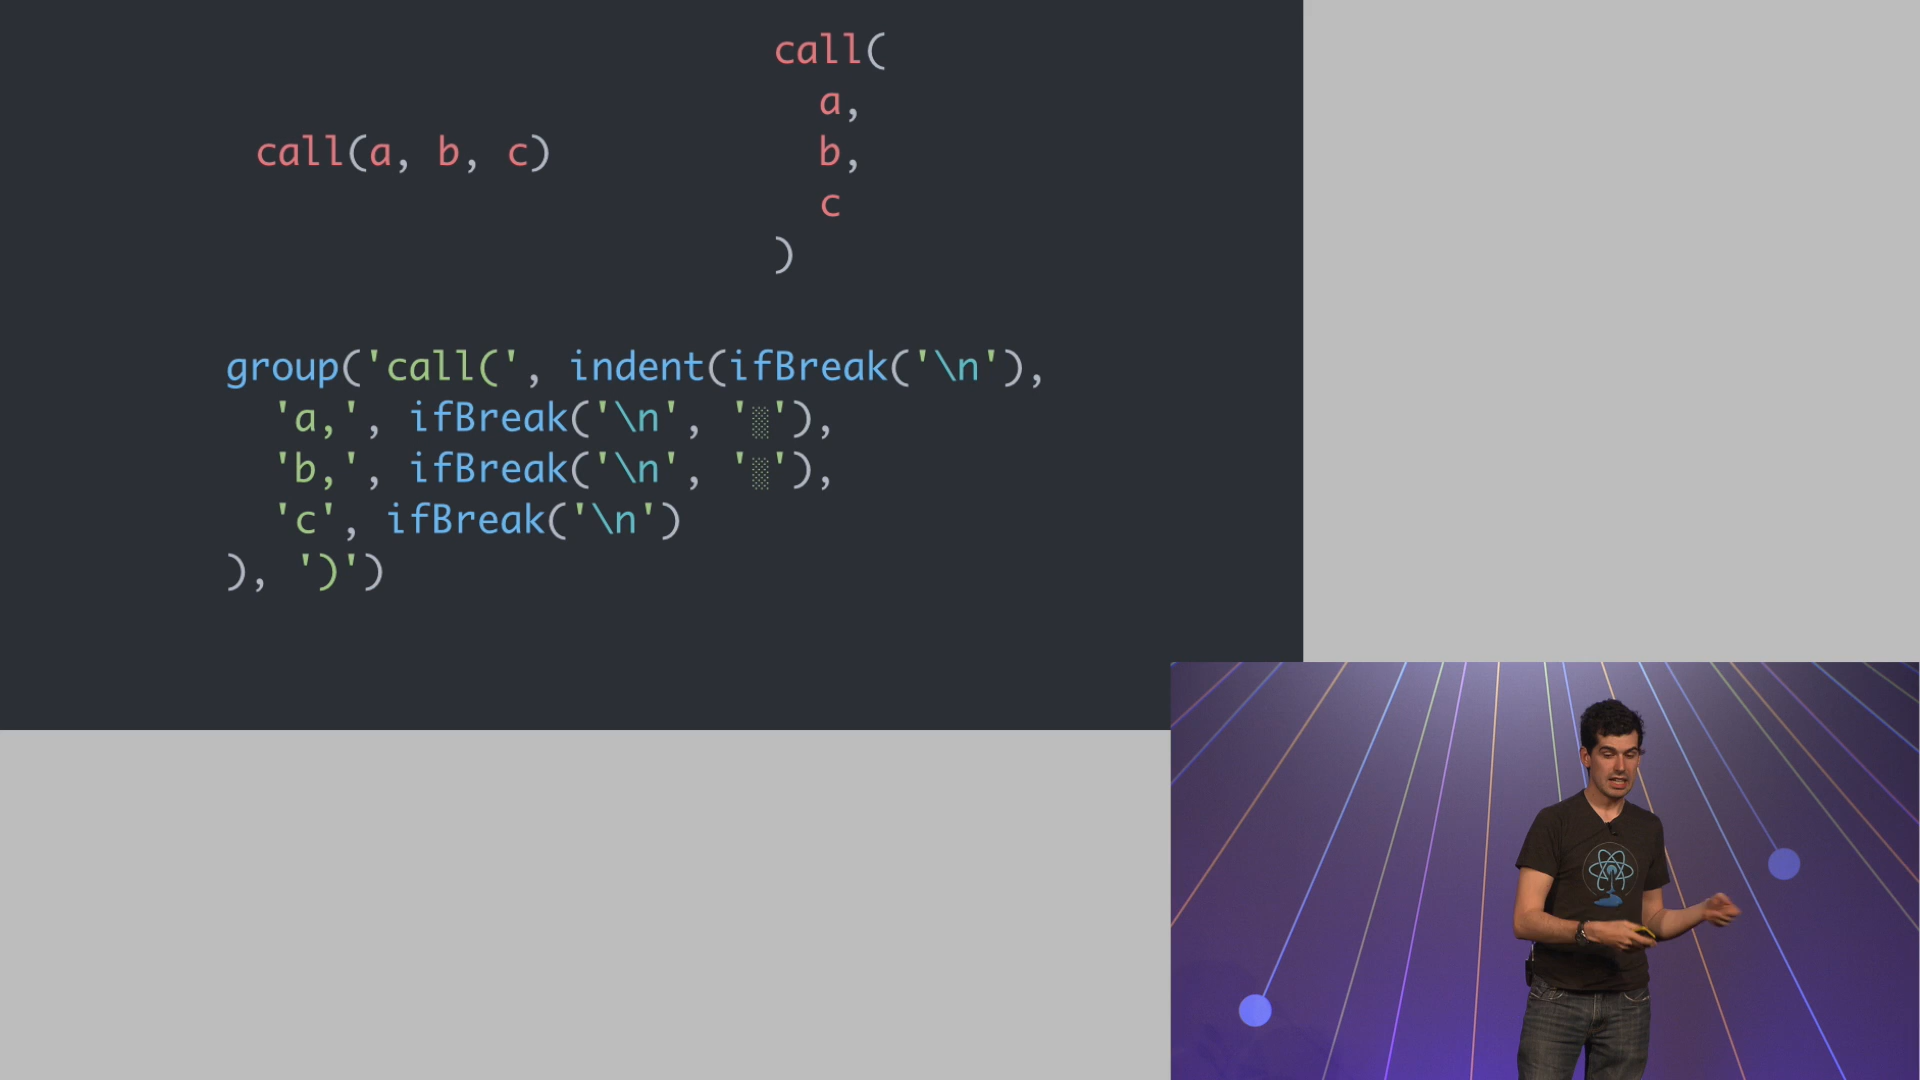 call(a, b, c)
call(
  a,
  b,
  c
)
group('call(', indent(ifBreak('\n'),
  'a,', ifBreak('\n', '░'),
  'b,', ifBreak('\n', '░'),
  'c', ifBreak('\n')
), ')')